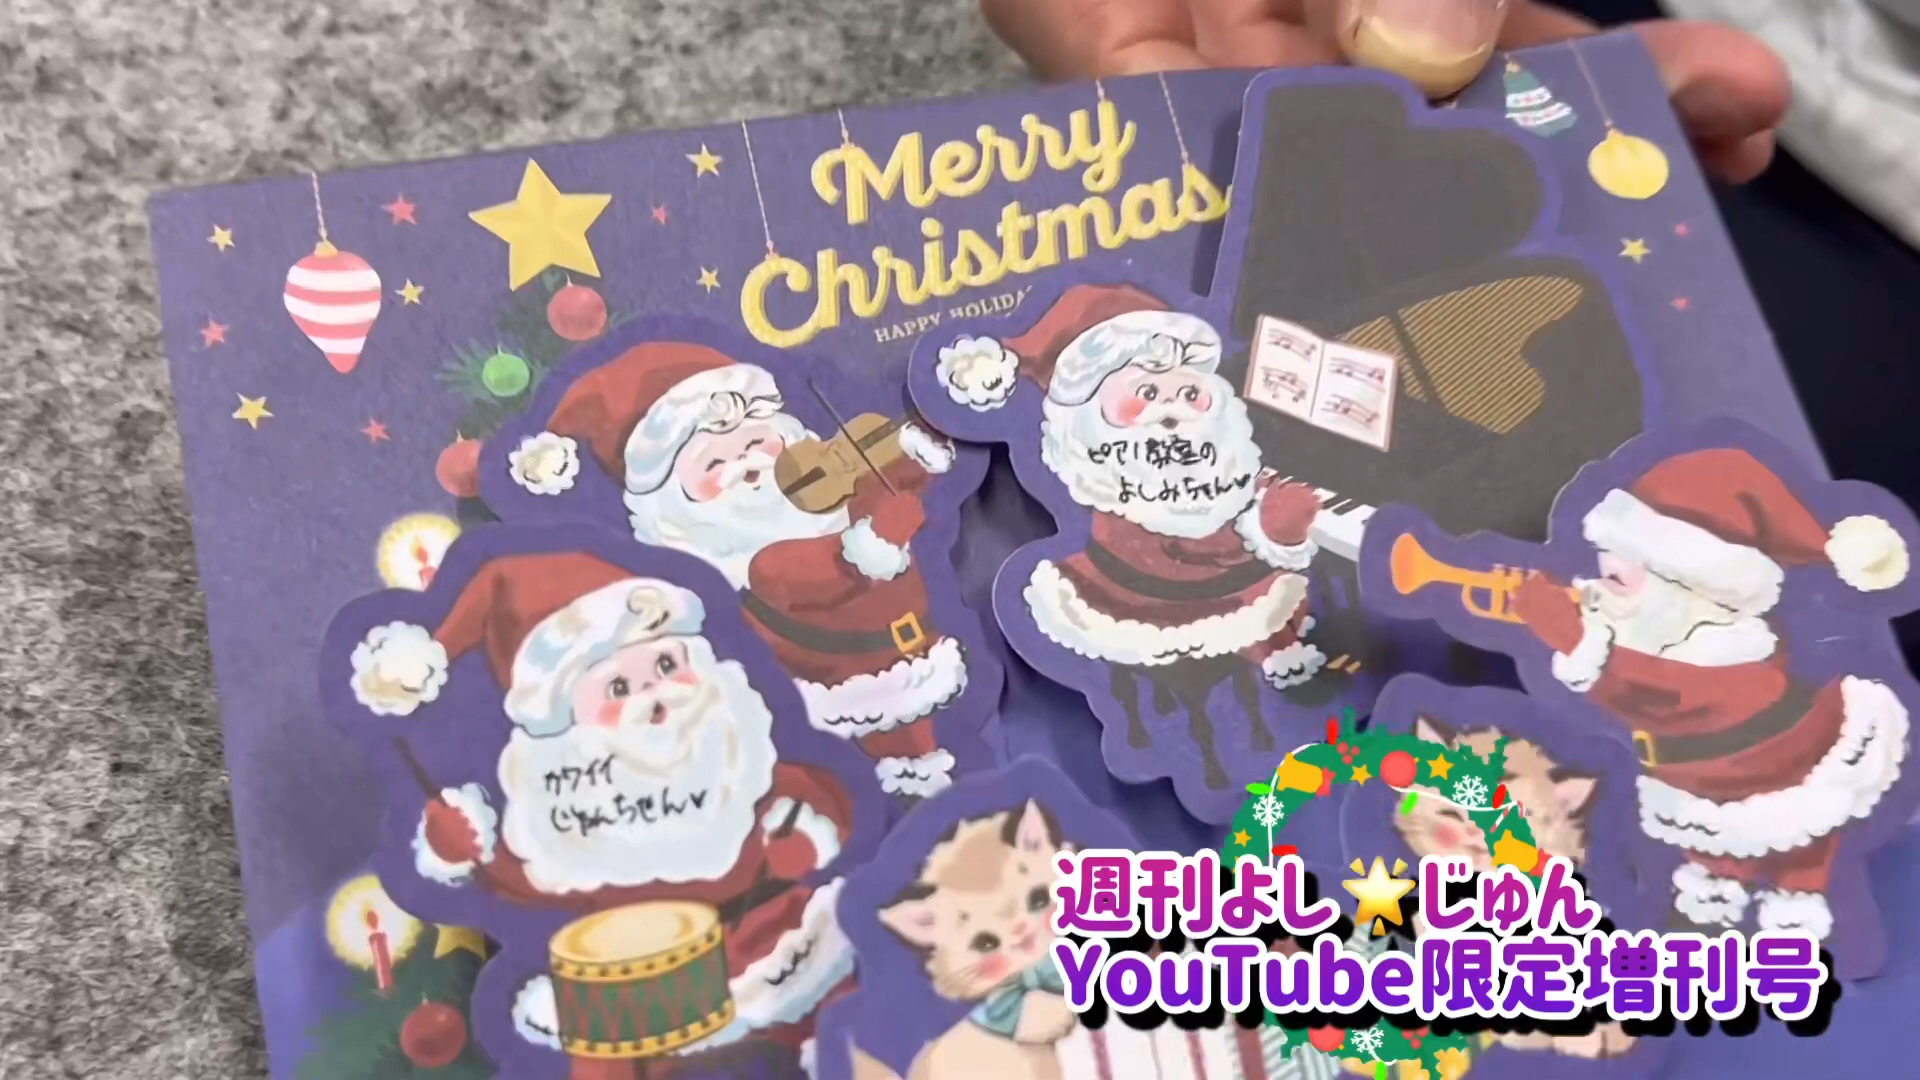 Merry
Christmas
HAPPY HOLIDA
ピアノ教室の
よしみちゃん♥
カワイイ
じゅんちゃん♥
週刊よし🌟じゅん
YouTube限定増刊号